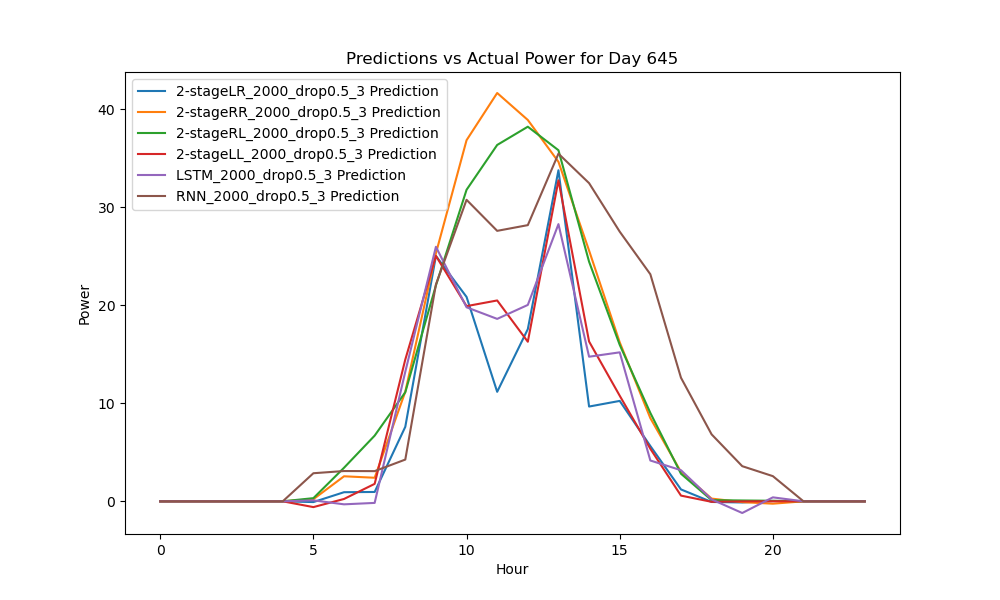 Predictions vs Actual Power for Day 645
2-stageLR_2000_drop0.5_3 Prediction
2-stageRR_2000_drop0.5_3 Prediction
2-stageRL_2000_drop0.5_3 Prediction
2-stageLL_2000_drop0.5_3 Prediction
LSTM_2000_drop0.5_3 Prediction
RNN_2000_drop0.5_3 Prediction
Power
40
30
20
10
0
0 5 10 15 20
Hour